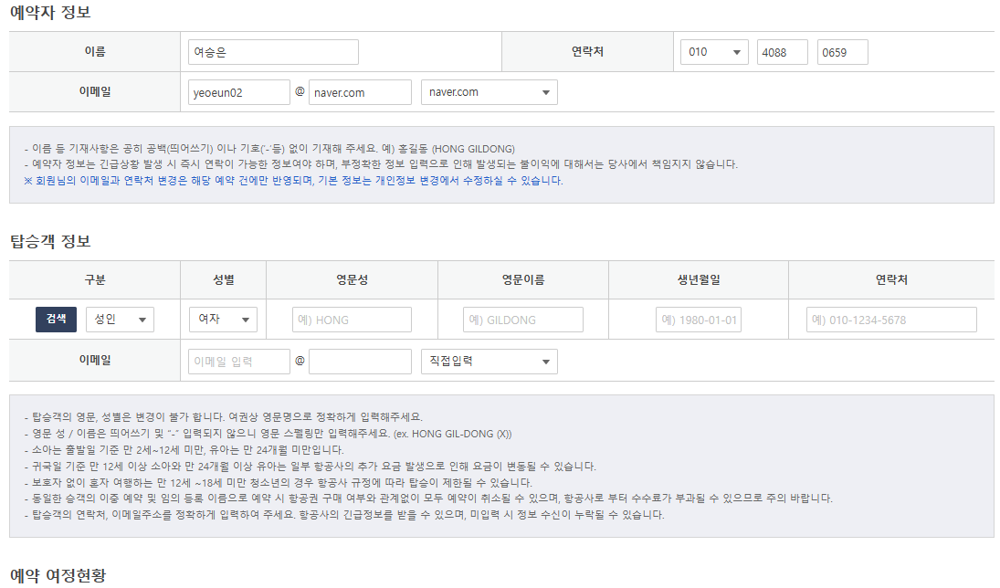 예약자 정보
이름 여승은 연락처 010 4088 0659
이메일 yeoeun02 @ naver.com naver.com
- 이름 등 기재사항은 공히 공백(띄어쓰기) 이나 기호('-'등) 없이 기재해 주세요. 예) 홍길동 (HONG GILDONG)
- 예약자 정보는 긴급상황 발생 시 즉시 연락이 가능한 정보여야 하며, 부정확한 정보 입력으로 인해 발생되는 불이익에 대해서는 당사에서 책임지지 않습니다.
※ 회원님의 이메일과 연락처 변경은 해당 예약 건에만 반영되며, 기본 정보는 개인정보 변경에서 수정하실 수 있습니다.
탑승객 정보
구분 성별 영문성 영문이름 생년월일 연락처
검색 성인 여자 예) HONG 예) GILDONG 예) 1980-01-01 예) 010-1234-5678
이메일 이메일 입력 @ 직접입력
- 탑승객의 영문, 성별은 변경이 불가 합니다. 여권상 영문명으로 정확하게 입력해주세요.
- 영문 성 / 이름은 띄어쓰기 및 "-" 입력되지 않으니 영문 스펠링만 입력해주세요. (ex. HONG GIL-DONG (X))
- 소아는 출발일 기준 만 2세~12세 미만, 유아는 만 24개월 미만입니다.
- 귀국일 기준 만 12세 이상 소아와 만 24개월 이상 유아는 일부 항공사의 추가 요금 발생으로 인해 요금이 변동될 수 있습니다.
- 보호자 없이 혼자 여행하는 만 12세 ~18세 미만 청소년의 경우 항공사 규정에 따라 탑승이 제한될 수 있습니다.
- 동일한 승객의 이중 예약 및 임의 등록 이름으로 예약 시 항공권 구매 여부와 관계없이 모두 예약이 취소될 수 있으며, 항공사로 부터 수수료가 부과될 수 있으므로 주의 바랍니다.
- 탑승객의 연락처, 이메일주소를 정확하게 입력하여 주세요. 항공사의 긴급정보를 받을 수 있으며, 미입력 시 정보 수신이 누락될 수 있습니다.
예약 여정현황